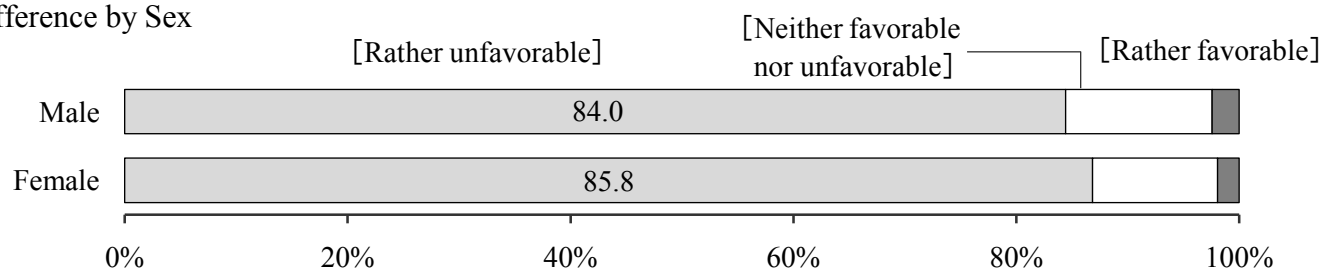 fference by Sex
[Rather unfavorable]
[Neither favorable
nor unfavorable]
[Rather favorable]
Male
84.0
Female
85.8
0%
20%
40%
60%
80%
100%